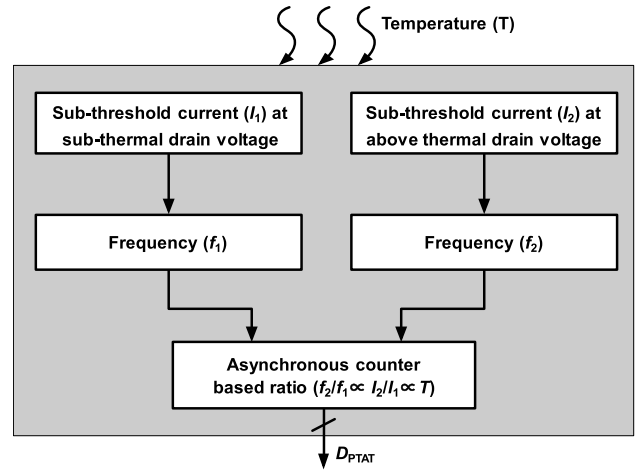 Temperature (T)
Sub-threshold current (I₁) at
sub-thermal drain voltage
Sub-threshold current (I₂) at
above thermal drain voltage
Frequency (f₁)
Frequency (f₂)
Asynchronous counter
based ratio (f₂/f₁∝ I₂/I₁∝ T)
D_PTAT